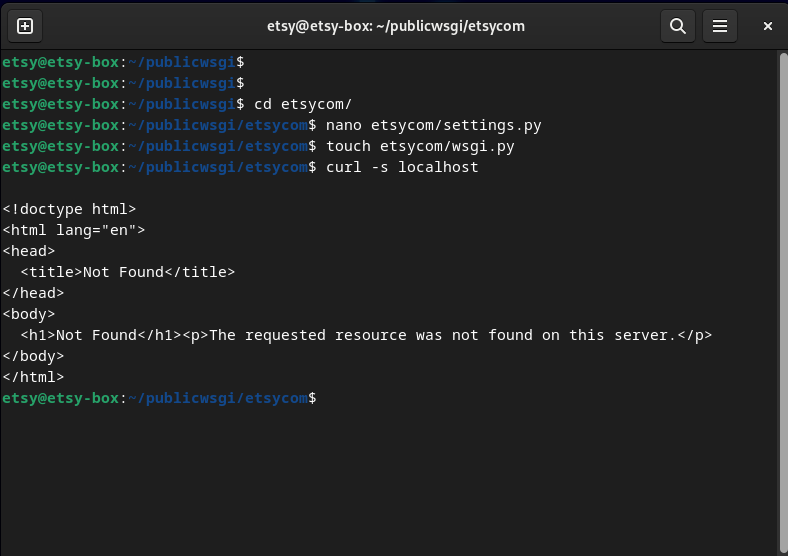 etsy@etsy-box: ~/publicwsgi/etsycom
etsy@etsy-box:~/publicwsgi$
etsy@etsy-box:~/publicwsgi$
etsy@etsy-box:~/publicwsgi$ cd etsycom/
etsy@etsy-box:~/publicwsgi/etsycom$ nano etsycom/settings.py
etsy@etsy-box:~/publicwsgi/etsycom$ touch etsycom/wsgi.py
etsy@etsy-box:~/publicwsgi/etsycom$ curl -s localhost

<!doctype html>
<html lang="en">
<head>
  <title>Not Found</title>
</head>
<body>
  <h1>Not Found</h1><p>The requested resource was not found on this server.</p>
</body>
</html>
etsy@etsy-box:~/publicwsgi/etsycom$